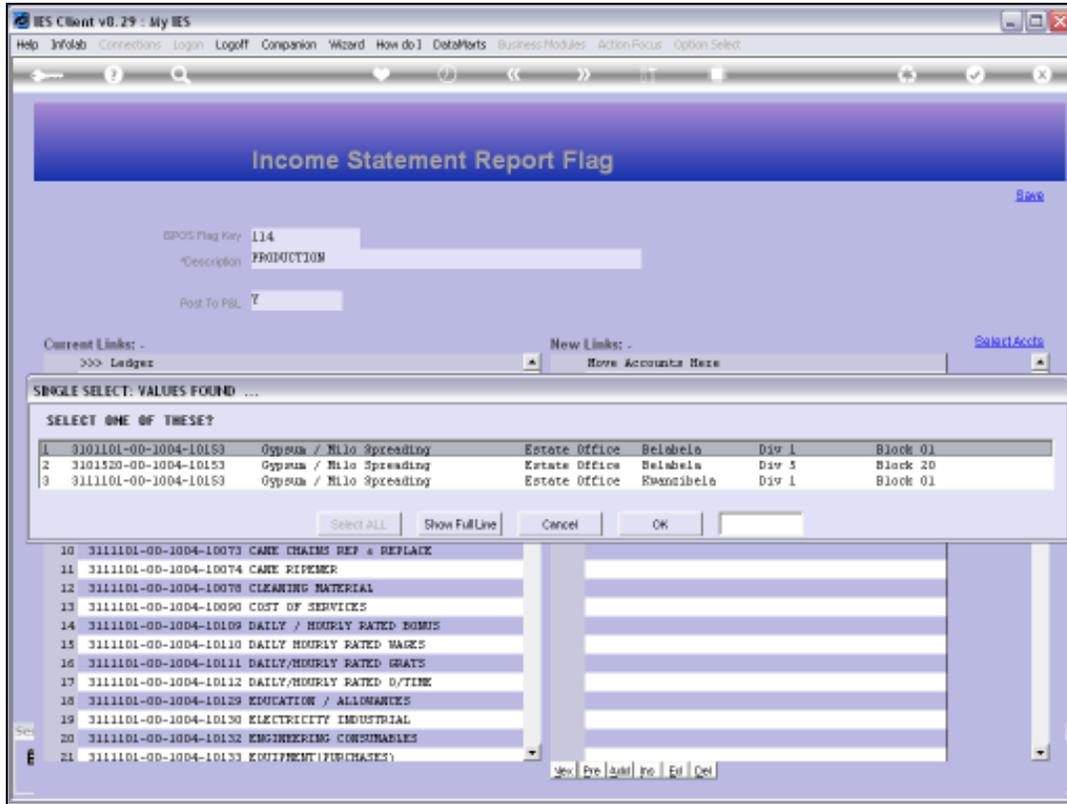 IES Client v8.29 : My IES
Help Infolab Connections Logon Logoff Companion Wizard How do I DataMarts Business Modules Action Focus Option Select
Income Statement Report Flag
Save
ISPOS Flag Key 114
*Description PRODUCTION
Post To P&L Y
Current Links: - New Links: - Select Accts
>>> Ledger Move Accounts Here
SINGLE SELECT: VALUES FOUND ...
SELECT ONE OF THESE?
1 3101101-00-1004-10153 Gypsum / Milo Spreading Estate Office Belabela Div 1 Block 01
2 3101520-00-1004-10153 Gypsum / Milo Spreading Estate Office Belabela Div 5 Block 20
3 3111101-00-1004-10153 Gypsum / Milo Spreading Estate Office Kwansibela Div 1 Block 01
Select ALL Show Full Line Cancel OK
10 3111101-00-1004-10073 CANE CHAINS REP & REPLACE
11 3111101-00-1004-10074 CANE RIPENER
12 3111101-00-1004-10078 CLEANING MATERIAL
13 3111101-00-1004-10090 COST OF SERVICES
14 3111101-00-1004-10109 DAILY / HOURLY RATED BONUS
15 3111101-00-1004-10110 DAILY HOURLY RATED WAGES
16 3111101-00-1004-10111 DAILY/HOURLY RATED GRATS
17 3111101-00-1004-10112 DAILY/HOURLY RATED O/TIME
18 3111101-00-1004-10129 EDUCATION / ALLOWANCES
19 3111101-00-1004-10130 ELECTRICITY INDUSTRIAL
20 3111101-00-1004-10132 ENGINEERING CONSUMABLES
21 3111101-00-1004-10133 EQUIPMENT(PURCHASES)
Nex Pre Add Ins Ed Del